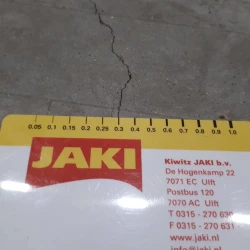 0.05 0.1 0.15 0.2 0.25 0.3 0.4 0.5 0.6 0.7 0.8 0.9 1.0
JAKI
Kiwitz JAKI b.v.
De Hogenkamp 22
7071 EC Ulft
Postbus 120
7070 AC Ulft
T 0315 - 270 630
F 0315 - 270 631
www.jaki.nl